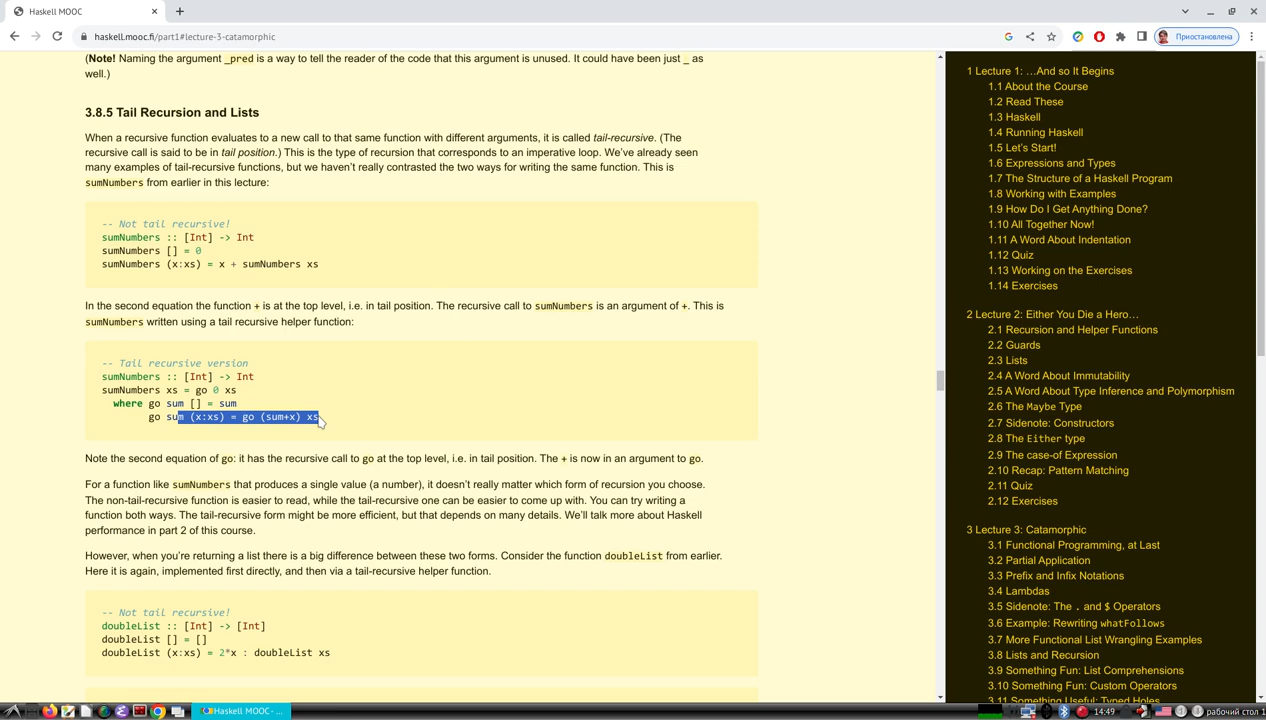 Haskell MOOC
haskell.mooc.fi/part1#lecture-3-catamorphic
Приостановлена
(Note! Naming the argument _pred is a way to tell the reader of the code that this argument is unused. It could have been just _ as
well.)
3.8.5 Tail Recursion and Lists
When a recursive function evaluates to a new call to that same function with different arguments, it is called tail-recursive. (The
recursive call is said to be in tail position.) This is the type of recursion that corresponds to an imperative loop. We've already seen
many examples of tail-recursive functions, but we haven't really contrasted the two ways for writing the same function. This is
sumNumbers from earlier in this lecture:
-- Not tail recursive!
sumNumbers :: [Int] -> Int
sumNumbers [] = 0
sumNumbers (x:xs) = x + sumNumbers xs
In the second equation the function + is at the top level, i.e. in tail position. The recursive call to sumNumbers is an argument of +. This is
sumNumbers written using a tail recursive helper function:
-- Tail recursive version
sumNumbers :: [Int] -> Int
sumNumbers xs = go 0 xs
where go sum [] = sum
go sum (x:xs) = go (sum+x) xs
Note the second equation of go: it has the recursive call to go at the top level, i.e. in tail position. The + is now in an argument to go.
For a function like sumNumbers that produces a single value (a number), it doesn't really matter which form of recursion you choose.
The non-tail-recursive function is easier to read, while the tail-recursive one can be easier to come up with. You can try writing a
function both ways. The tail-recursive form might be more efficient, but that depends on many details. We'll talk more about Haskell
performance in part 2 of this course.
However, when you're returning a list there is a big difference between these two forms. Consider the function doubleList from earlier.
Here it is again, implemented first directly, and then via a tail-recursive helper function.
-- Not tail recursive!
doubleList :: [Int] -> [Int]
doubleList [] = []
doubleList (x:xs) = 2*x : doubleList xs
1 Lecture 1: …And so It Begins
1.1 About the Course
1.2 Read These
1.3 Haskell
1.4 Running Haskell
1.5 Let's Start!
1.6 Expressions and Types
1.7 The Structure of a Haskell Program
1.8 Working with Examples
1.9 How Do I Get Anything Done?
1.10 All Together Now!
1.11 A Word About Indentation
1.12 Quiz
1.13 Working on the Exercises
1.14 Exercises
2 Lecture 2: Either You Die a Hero…
2.1 Recursion and Helper Functions
2.2 Guards
2.3 Lists
2.4 A Word About Immutability
2.5 A Word About Type Inference and Polymorphism
2.6 The Maybe Type
2.7 Sidenote: Constructors
2.8 The Either type
2.9 The case-of Expression
2.10 Recap: Pattern Matching
2.11 Quiz
2.12 Exercises
3 Lecture 3: Catamorphic
3.1 Functional Programming, at Last
3.2 Partial Application
3.3 Prefix and Infix Notations
3.4 Lambdas
3.5 Sidenote: The . and $ Operators
3.6 Example: Rewriting whatFollows
3.7 More Functional List Wrangling Examples
3.8 Lists and Recursion
3.9 Something Fun: List Comprehensions
3.10 Something Fun: Custom Operators
3.11 Something Useful: Typed Holes
Haskell MOOC - ...
14:49
рабочий стол 1